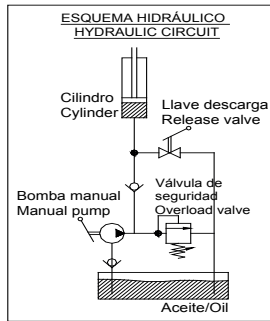 ESQUEMA HIDRÁULICO
HYDRAULIC CIRCUIT
Cilindro
Cylinder
Llave descarga
Release valve
Bomba manual
Manual pump
Válvula de
seguridad
Overload valve
Aceite/Oil